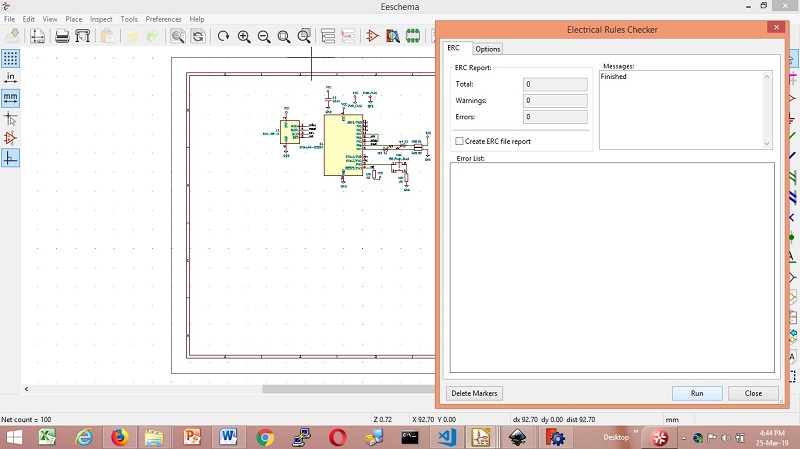 Eeschema
File Edit View Place Inspect Tools Preferences Help
in
mm
Electrical Rules Checker
ERC Options
ERC Report:
Total: 0
Warnings: 0
Errors: 0
Create ERC file report
Messages:
Finished
Error List:
Delete Markers Run Close
VCC
GND
Net count = 100 Z 0.72 X 92.70 Y 0.00 dx 92.70 dy 0.00 dist 92.70 mm
Desktop
4:44 PM
25-Mar-19